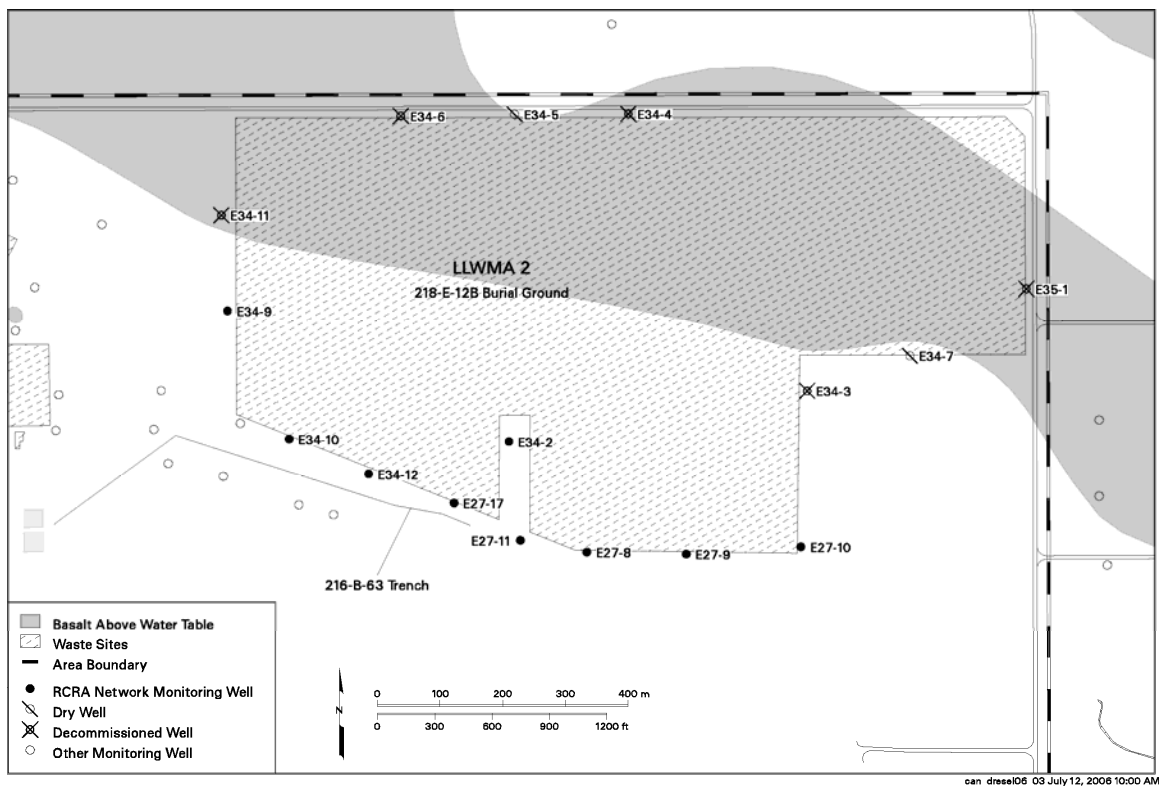 E34-6
E34-5
E34-4
E34-11
LLWMA 2
218-E-12B Burial Ground
E35-1
E34-9
E34-7
E34-3
E34-10
E34-2
E34-12
E27-17
E27-11
E27-8
E27-9
E27-10
216-B-63 Trench
Basalt Above Water Table
Waste Sites
Area Boundary
RCRA Network Monitoring Well
Dry Well
Decommissioned Well
Other Monitoring Well
N
0 100 200 300 400 m
0 300 600 900 1200 ft
can_dresel06_03 July 12, 2006 10:00 AM